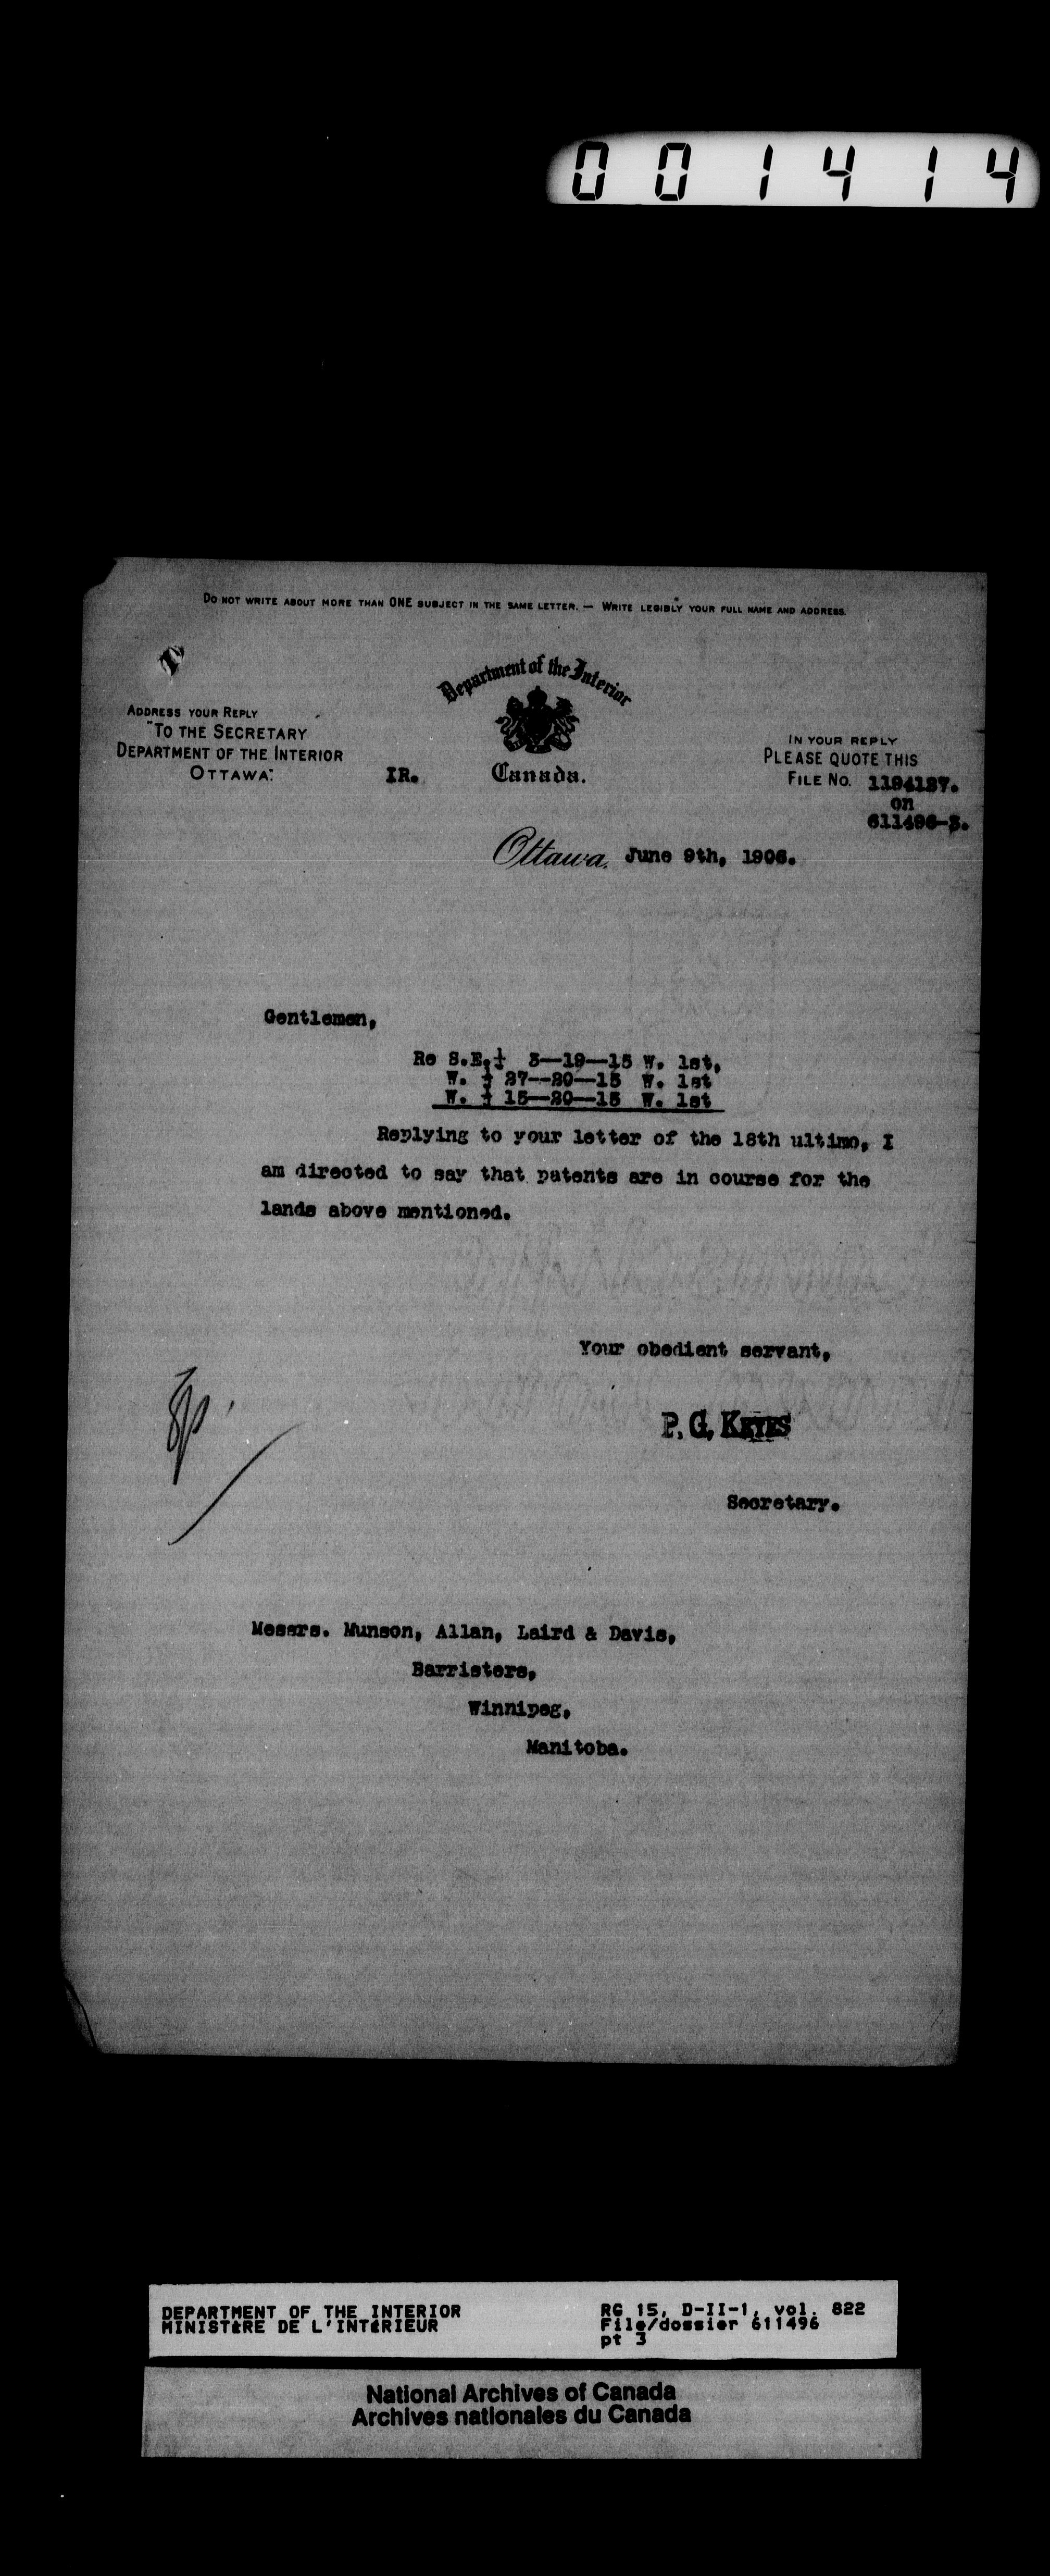 001414
DO NOT WRITE ABOUT MORE THAN ONE SUBJECT IN THE SAME LETTER. — WRITE LEGIBLY YOUR FULL NAME AND ADDRESS.
Department of the Interior
ADDRESS YOUR REPLY
"TO THE SECRETARY
DEPARTMENT OF THE INTERIOR
OTTAWA."
IR.
Canada.
IN YOUR REPLY
PLEASE QUOTE THIS
FILE NO. 1194187.
on
611496-3.
Ottawa, June 9th, 1906.
Gentlemen,
Re S.E.¼ 3—19—15 W. 1st,
W. ½ 27--20—15 W. 1st
W. ½ 15—20—15 W. 1st
Replying to your letter of the 18th ultimo, I
am directed to say that patents are in course for the
lands above mentioned.
Your obedient servant,
P. G. KEYES
Secretary.
Messrs. Munson, Allan, Laird & Davis,
Barristers,
Winnipeg,
Manitoba.
DEPARTMENT OF THE INTERIOR
MINISTÈRE DE L'INTÉRIEUR
RG 15, D-II-1, vol. 822
File/dossier 611496
pt 3
National Archives of Canada
Archives nationales du Canada